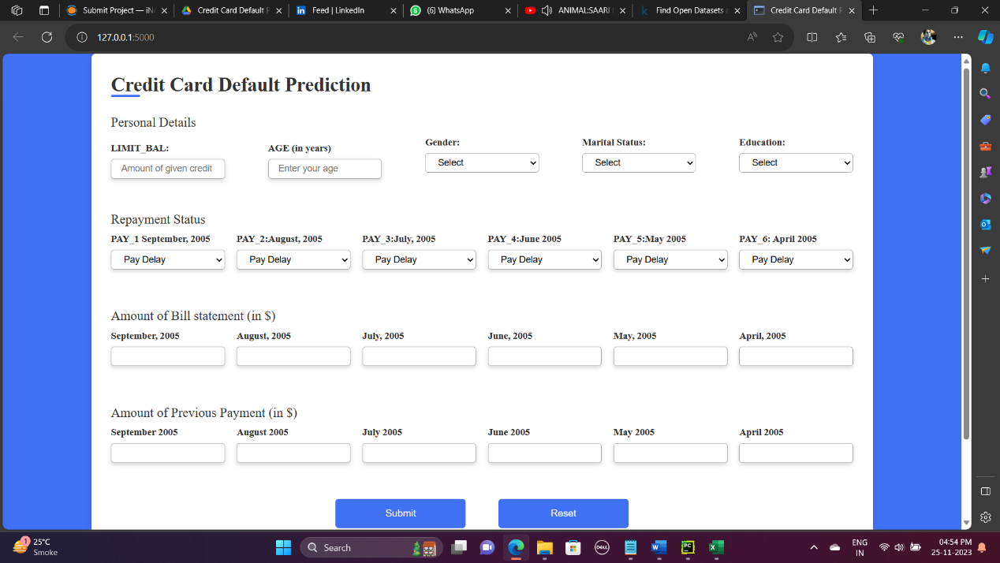 Submit Project — iN
Credit Card Default P
Feed | LinkedIn
6
(6) WhatsApp
ANIMAL:SAARI
k
Find Open Datasets a
Credit Card Default P
127.0.0.1:5000
Credit Card Default Prediction
Personal Details
LIMIT_BAL:
AGE (in years)
Gender:
Marital Status:
Education:
Amount of given credit
Enter your age
Select
Select
Select
Repayment Status
PAY_1 September, 2005
PAY_2:August, 2005
PAY_3:July, 2005
PAY_4:June 2005
PAY_5:May 2005
PAY_6: April 2005
Pay Delay
Pay Delay
Pay Delay
Pay Delay
Pay Delay
Pay Delay
Amount of Bill statement (in $)
September, 2005
August, 2005
July, 2005
June, 2005
May, 2005
April, 2005
Amount of Previous Payment (in $)
September 2005
August 2005
July 2005
June 2005
May 2005
April 2005
Submit
Reset
1
25°C
Smoke
Search
DELL
W
PC
X
ENG
IN
04:54 PM
25-11-2023